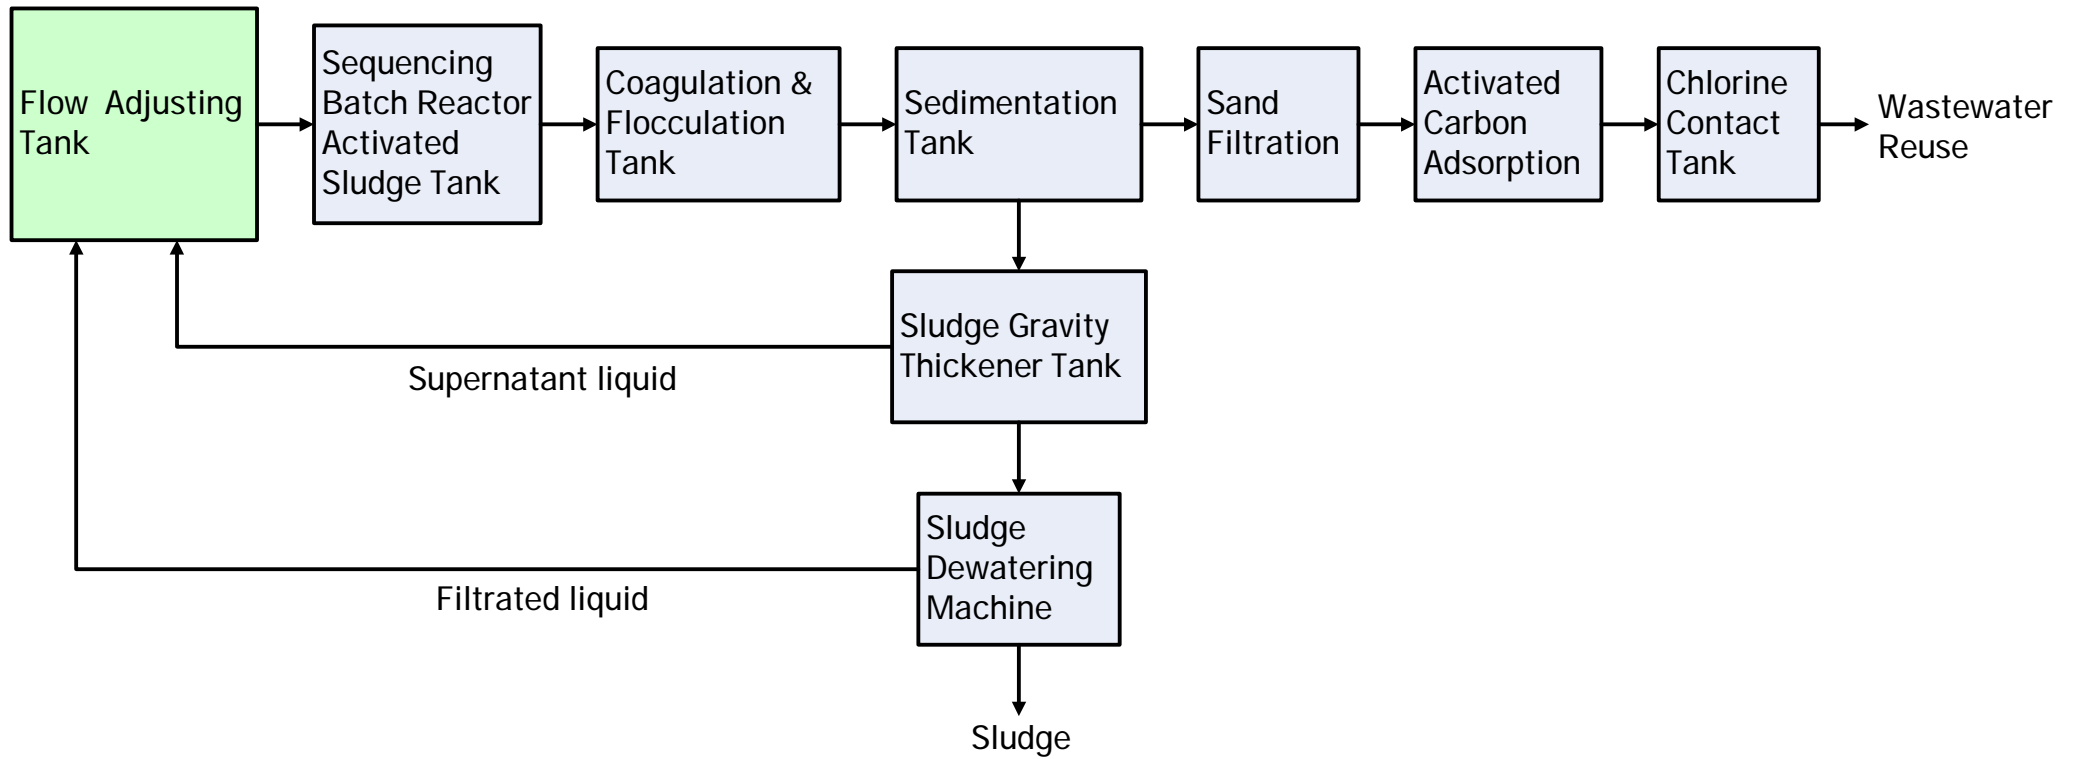 Flow Adjusting
Tank
Sequencing
Batch Reactor
Activated
Sludge Tank
Coagulation &
Flocculation
Tank
Sedimentation
Tank
Sand
Filtration
Activated
Carbon
Adsorption
Chlorine
Contact
Tank
Wastewater
Reuse
Sludge Gravity
Thickener Tank
Supernatant liquid
Sludge
Dewatering
Machine
Filtrated liquid
Sludge